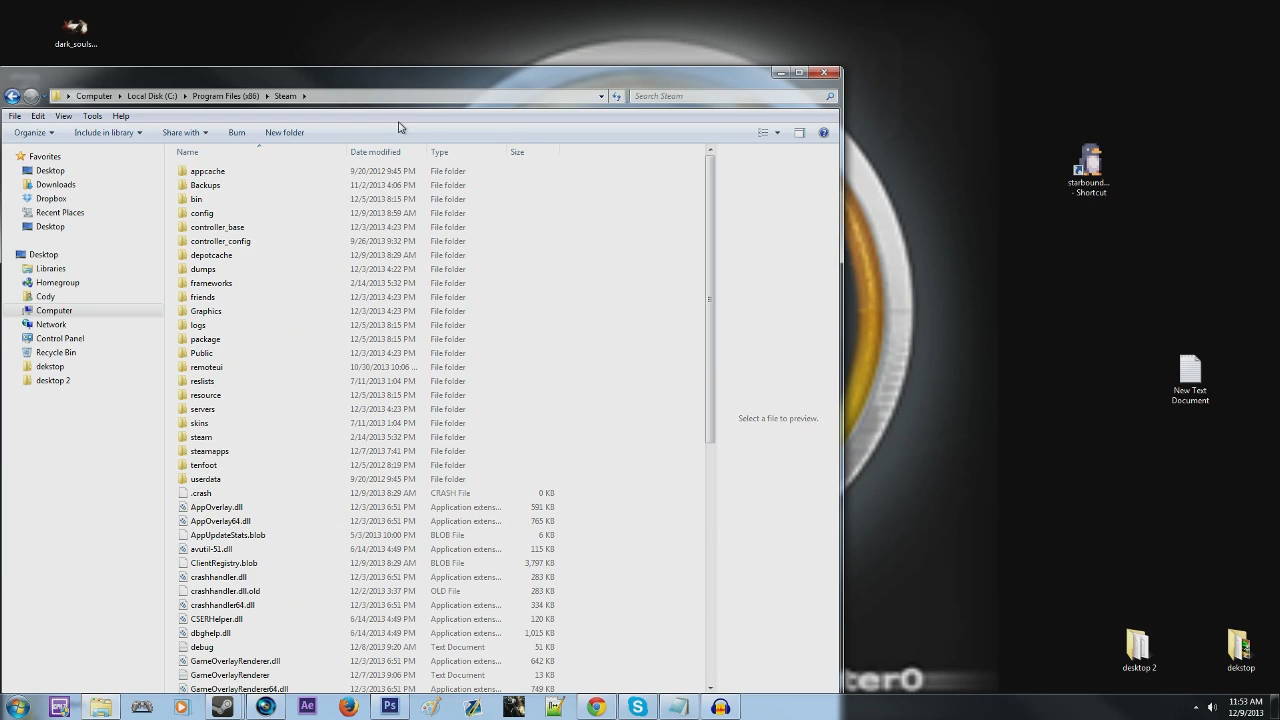 dark_souls...
Computer Local Disk (C:) Program Files (x86) Steam Search Steam
File Edit View Tools Help
Organize Include in library Share with Burn New folder
Name Date modified Type Size
Favorites
Desktop
Downloads
Dropbox
Recent Places
Desktop
Desktop
Libraries
Homegroup
Cody
Computer
Network
Control Panel
Recycle Bin
dekstop
desktop 2
appcache 9/20/2012 9:45 PM File folder
Backups 11/2/2013 4:06 PM File folder
bin 12/5/2013 8:15 PM File folder
config 12/9/2013 8:59 AM File folder
controller_base 12/3/2013 4:23 PM File folder
controller_config 9/26/2013 9:32 PM File folder
depotcache 12/9/2013 8:29 AM File folder
dumps 12/3/2013 4:22 PM File folder
frameworks 2/14/2013 5:32 PM File folder
friends 12/3/2013 4:23 PM File folder
Graphics 12/3/2013 4:23 PM File folder
logs 12/5/2013 8:15 PM File folder
package 12/5/2013 8:15 PM File folder
Public 12/3/2013 4:23 PM File folder
remoteui 10/30/2013 10:06 ... File folder
reslists 7/11/2013 1:04 PM File folder
resource 12/5/2013 8:15 PM File folder
servers 12/3/2013 4:23 PM File folder
skins 7/11/2013 1:04 PM File folder
steam 2/14/2013 5:32 PM File folder
steamapps 12/7/2013 7:41 PM File folder
tenfoot 12/5/2012 8:19 PM File folder
userdata 9/20/2012 9:45 PM File folder
.crash 12/9/2013 8:29 AM CRASH File 0 KB
AppOverlay.dll 12/3/2013 6:51 PM Application extens... 591 KB
AppOverlay64.dll 12/3/2013 6:51 PM Application extens... 765 KB
AppUpdateStats.blob 5/3/2013 10:00 PM BLOB File 6 KB
avutil-51.dll 6/14/2013 4:49 PM Application extens... 115 KB
ClientRegistry.blob 12/9/2013 8:29 AM BLOB File 3,797 KB
crashhandler.dll 12/3/2013 6:51 PM Application extens... 283 KB
crashhandler.dll.old 12/2/2013 3:37 PM OLD File 283 KB
crashhandler64.dll 12/3/2013 6:51 PM Application extens... 334 KB
CSERHelper.dll 6/14/2013 4:49 PM Application extens... 120 KB
dbghelp.dll 6/14/2013 4:49 PM Application extens... 1,015 KB
debug 12/8/2013 9:20 AM Text Document 51 KB
GameOverlayRenderer.dll 12/3/2013 6:51 PM Application extens... 642 KB
GameOverlayRenderer 12/7/2013 9:06 PM Text Document 13 KB
GameOverlayRenderer64.dll 12/3/2013 6:51 PM Application extens... 749 KB
Select a file to preview.
starbound...
- Shortcut
New Text
Document
desktop 2
dekstop
ter0
Ae
Ps
11:53 AM
12/9/2013